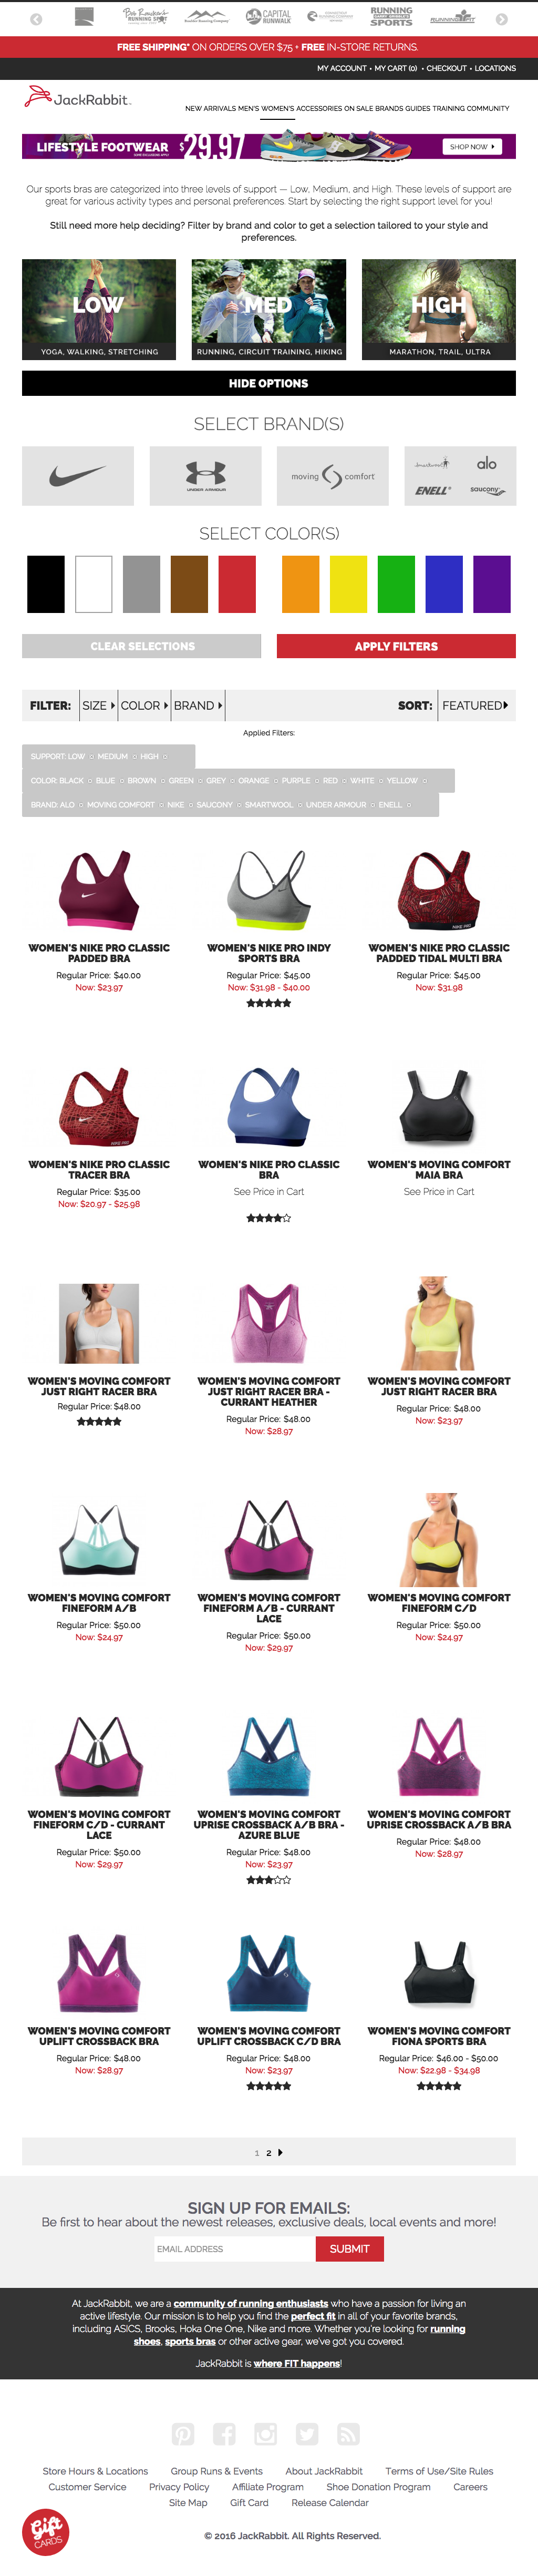 Bob Roncker's
RUNNING SPOT
CAPITAL
RUNWALK
RUNNING
SPORTS
FREE SHIPPING* ON ORDERS OVER $75 + FREE IN-STORE RETURNS.
MY ACCOUNT • MY CART (0) • CHECKOUT • LOCATIONS
JackRabbit
NEW ARRIVALS MEN'S WOMEN'S ACCESSORIES ON SALE BRANDS GUIDES TRAINING COMMUNITY
LIFESTYLE FOOTWEAR $29.97 SHOP NOW
Our sports bras are categorized into three levels of support — Low, Medium, and High. These levels of support are
great for various activity types and personal preferences. Start by selecting the right support level for you!
Still need more help deciding? Filter by brand and color to get a selection tailored to your style and
preferences.
LOW MED HIGH
YOGA, WALKING, STRETCHING RUNNING, CIRCUIT TRAINING, HIKING MARATHON, TRAIL, ULTRA
HIDE OPTIONS
SELECT BRAND(S)
UNDER ARMOUR
moving comfort
smartwool alo
ENELL saucony
SELECT COLOR(S)
CLEAR SELECTIONS APPLY FILTERS
FILTER: SIZE COLOR BRAND SORT: FEATURED
Applied Filters:
SUPPORT: LOW MEDIUM HIGH
COLOR: BLACK BLUE BROWN GREEN GREY ORANGE PURPLE RED WHITE YELLOW
BRAND: ALO MOVING COMFORT NIKE SAUCONY SMARTWOOL UNDER ARMOUR ENELL
WOMEN'S NIKE PRO CLASSIC
PADDED BRA
Regular Price: $40.00
Now: $23.97
WOMEN'S NIKE PRO INDY
SPORTS BRA
Regular Price: $45.00
Now: $31.98 - $40.00
WOMEN'S NIKE PRO CLASSIC
PADDED TIDAL MULTI BRA
Regular Price: $45.00
Now: $31.98
WOMEN'S NIKE PRO CLASSIC
TRACER BRA
Regular Price: $35.00
Now: $20.97 - $25.98
WOMEN'S NIKE PRO CLASSIC
BRA
See Price in Cart
WOMEN'S MOVING COMFORT
MAIA BRA
See Price in Cart
WOMEN'S MOVING COMFORT
JUST RIGHT RACER BRA
Regular Price: $48.00
WOMEN'S MOVING COMFORT
JUST RIGHT RACER BRA -
CURRANT HEATHER
Regular Price: $48.00
Now: $28.97
WOMEN'S MOVING COMFORT
JUST RIGHT RACER BRA
Regular Price: $48.00
Now: $23.97
WOMEN'S MOVING COMFORT
FINEFORM A/B
Regular Price: $50.00
Now: $24.97
WOMEN'S MOVING COMFORT
FINEFORM A/B - CURRANT
LACE
Regular Price: $50.00
Now: $29.97
WOMEN'S MOVING COMFORT
FINEFORM C/D
Regular Price: $50.00
Now: $24.97
WOMEN'S MOVING COMFORT
FINEFORM C/D - CURRANT
LACE
Regular Price: $50.00
Now: $29.97
WOMEN'S MOVING COMFORT
UPRISE CROSSBACK A/B BRA -
AZURE BLUE
Regular Price: $48.00
Now: $23.97
WOMEN'S MOVING COMFORT
UPRISE CROSSBACK A/B BRA
Regular Price: $48.00
Now: $28.97
WOMEN'S MOVING COMFORT
UPLIFT CROSSBACK BRA
Regular Price: $48.00
Now: $28.97
WOMEN'S MOVING COMFORT
UPLIFT CROSSBACK C/D BRA
Regular Price: $48.00
Now: $23.97
WOMEN'S MOVING COMFORT
FIONA SPORTS BRA
Regular Price: $46.00 - $50.00
Now: $22.98 - $34.98
1 2
SIGN UP FOR EMAILS:
Be first to hear about the newest releases, exclusive deals, local events and more!
EMAIL ADDRESS SUBMIT
At JackRabbit, we are a community of running enthusiasts who have a passion for living an
active lifestyle. Our mission is to help you find the perfect fit in all of your favorite brands,
including ASICS, Brooks, Hoka One One, Nike and more. Whether you're looking for running
shoes, sports bras or other active gear, we've got you covered.
JackRabbit is where FIT happens!
Store Hours & Locations Group Runs & Events About JackRabbit Terms of Use/Site Rules
Customer Service Privacy Policy Affiliate Program Shoe Donation Program Careers
Site Map Gift Card Release Calendar
Gift
CARDS
© 2016 JackRabbit. All Rights Reserved.